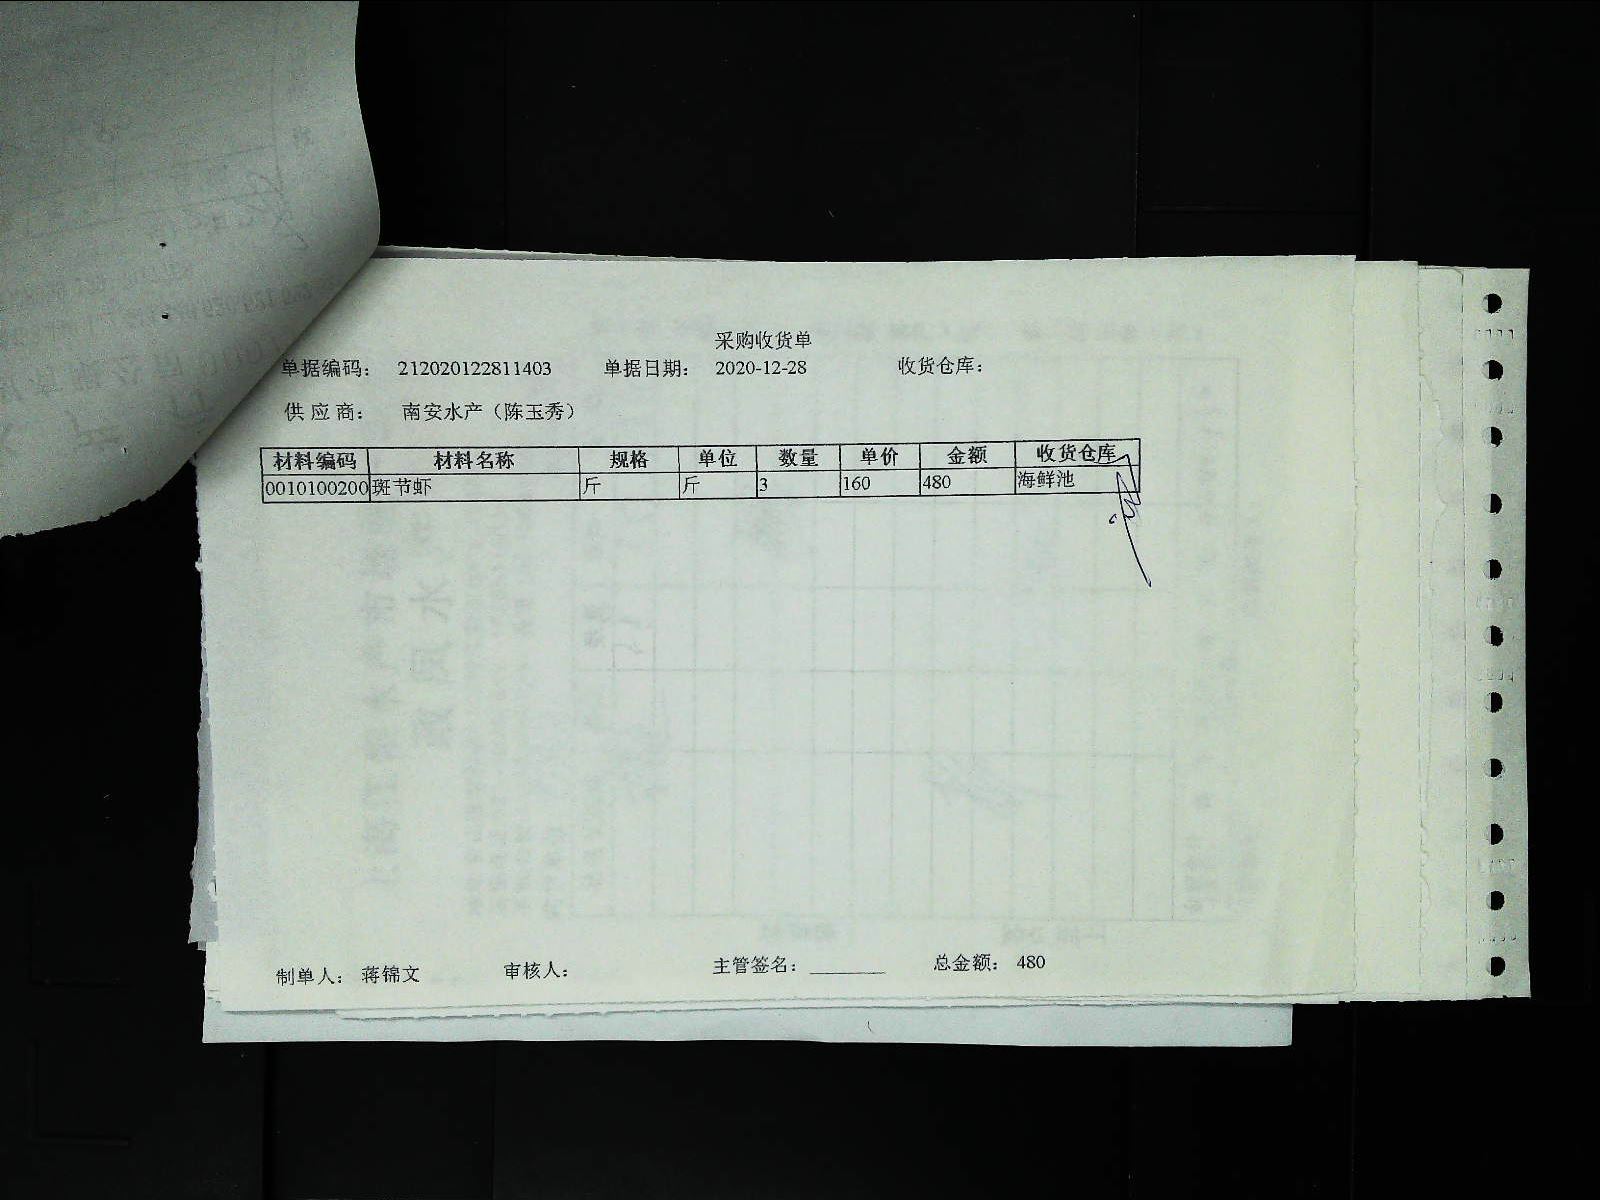 采购收货单
单据编码： 212020122811403 单据日期： 2020-12-28 收货仓库：
供 应 商： 南安水产（陈玉秀）
材料编码 材料名称 规格 单位 数量 单价 金额 收货仓库
0010100200 斑节虾 斤 斤 3 160 480 海鲜池
制单人： 蒋锦文 审核人： 主管签名： 总金额： 480